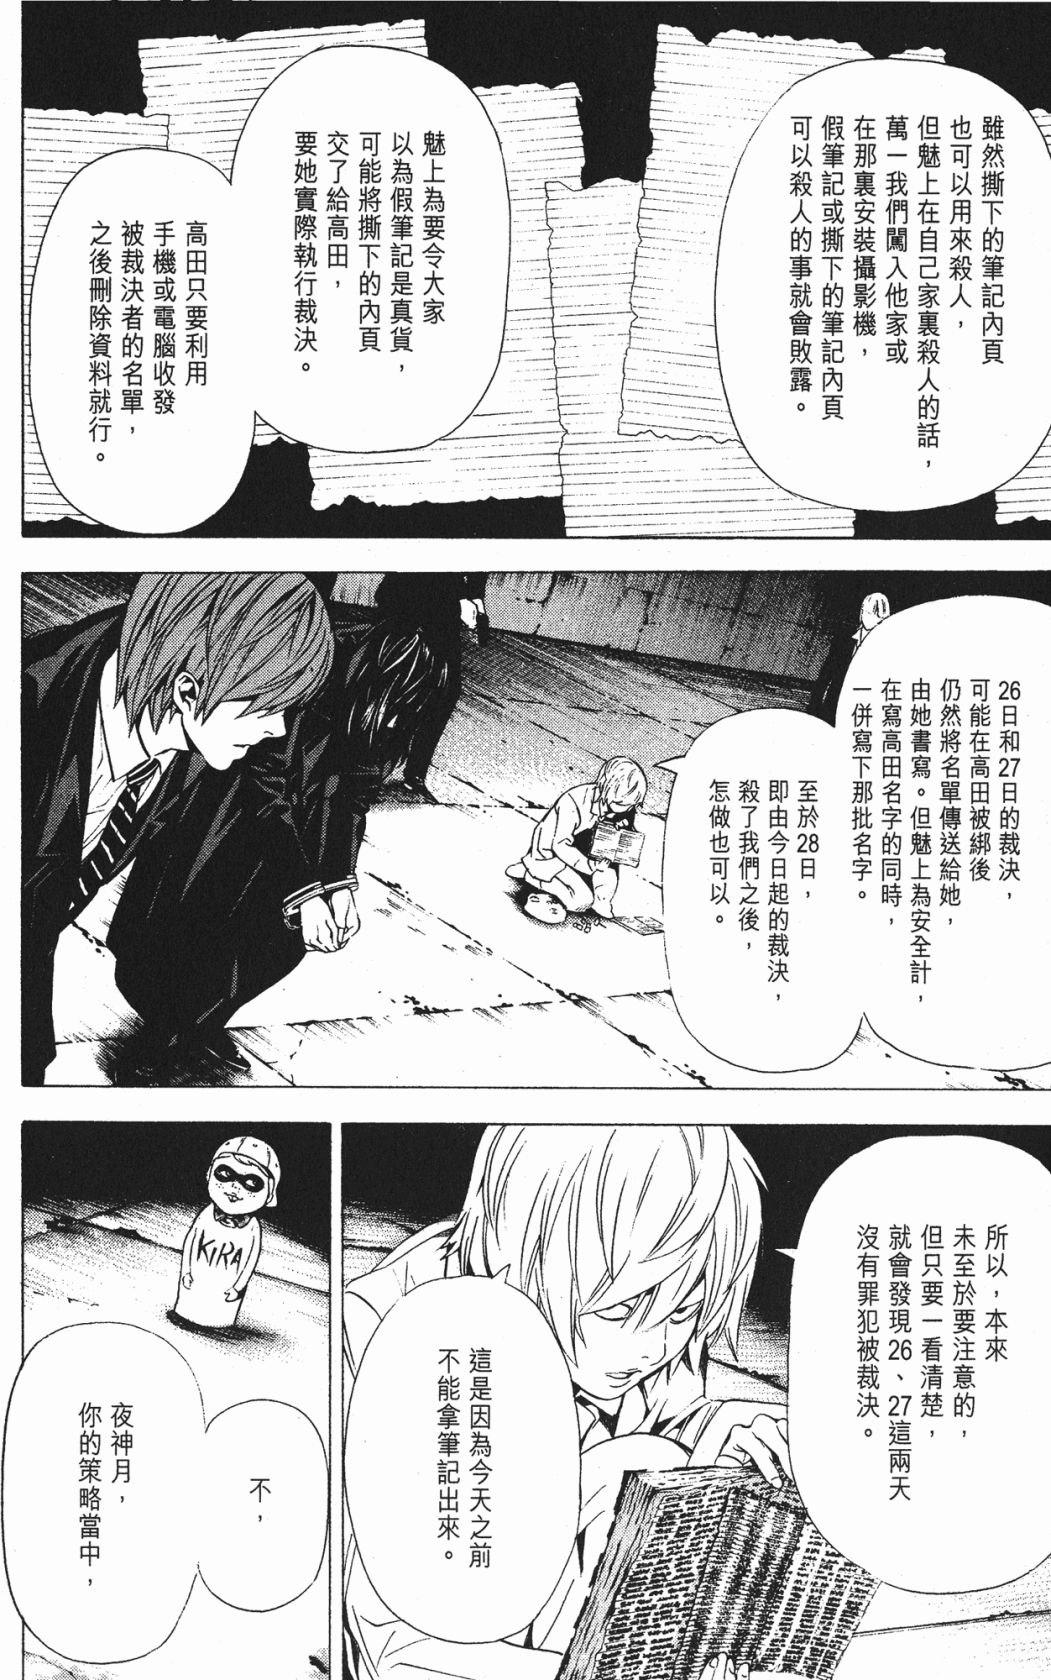 雖然撕下的筆記內頁
也可以用來殺人，
但魅上在自己家裏殺人的話，
萬一我們闖入他家或
在那裏安裝攝影機，
假筆記或撕下的筆記內頁
可以殺人的事就會敗露。
魅上為要令大家
以為假筆記是真貨，
可能將撕下的內頁
交了給高田，
要她實際執行裁決。
高田只要利用
手機或電腦收發
被裁決者的名單，
之後刪除資料就行。
26日和27日的裁決，
可能在高田被綁後
仍然將名單傳送給她，
由她書寫。但魅上為安全計，
在寫高田名字的同時，
一併寫下那批名字。
至於28日，
即由今日起的裁決，
殺了我們之後，
怎做也可以。
所以，本來
未至於要注意的，
但只要一看清楚，
就會發現26、27這兩天
沒有罪犯被裁決。
這是因為今天之前
不能拿筆記出來。
KIRA
不，
夜神月，
你的策略當中，